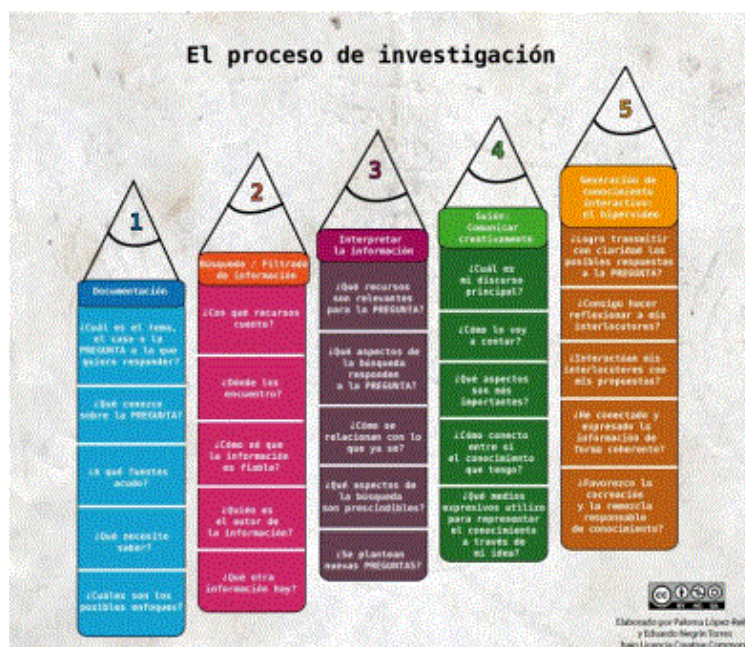 El proceso de investigación
1
Documentación
¿Cuál es el tema,
el caso o la
PREGUNTA a la que
quiero responder?
¿Qué conozco
sobre la PREGUNTA?
¿A qué fuentes
acudo?
¿Qué necesito
saber?
¿Cuáles son los
posibles enfoques?
2
Búsqueda / Filtrado
de información
¿Con qué recursos
cuento?
¿Dónde los
encuentro?
¿Cómo sé que
la información
es fiable?
¿Quién es
el autor de
la información?
¿Qué otra
información hay?
3
Interpretar
la información
¿Qué recursos
son relevantes
para la PREGUNTA?
¿Qué aspectos
de la búsqueda
responden
a la PREGUNTA?
¿Cómo se
relacionan con lo
que ya sé?
¿Qué aspectos
de la búsqueda
son prescindibles?
¿Se plantean
nuevas PREGUNTAS?
4
Guión:
Comunicar
creativamente
¿Cuál es
mi discurso
principal?
¿Cómo lo voy
a contar?
¿Qué aspectos
son más
importantes?
¿Cómo conecto
entre sí
el conocimiento
que tengo?
¿Qué medios
expresivos utilizo
para representar
el conocimiento
a través de
mi idea?
5
Generación de
conocimiento
interactivo:
el hipervídeo
¿Logro transmitir
con claridad las
posibles respuestas
a la PREGUNTA?
¿Consigo hacer
reflexionar a mis
interlocutores?
¿Interactúan mis
interlocutores con
mis propuestas?
¿He conectado y
expresado la
información de
forma coherente?
¿Favorezco la
cocreación
y la remezcla
responsable
de conocimiento?
cc
BY NC SA
Elaborado por Paloma López-Rei
y Eduardo Negrín Torres
bajo Licencia Creative Common